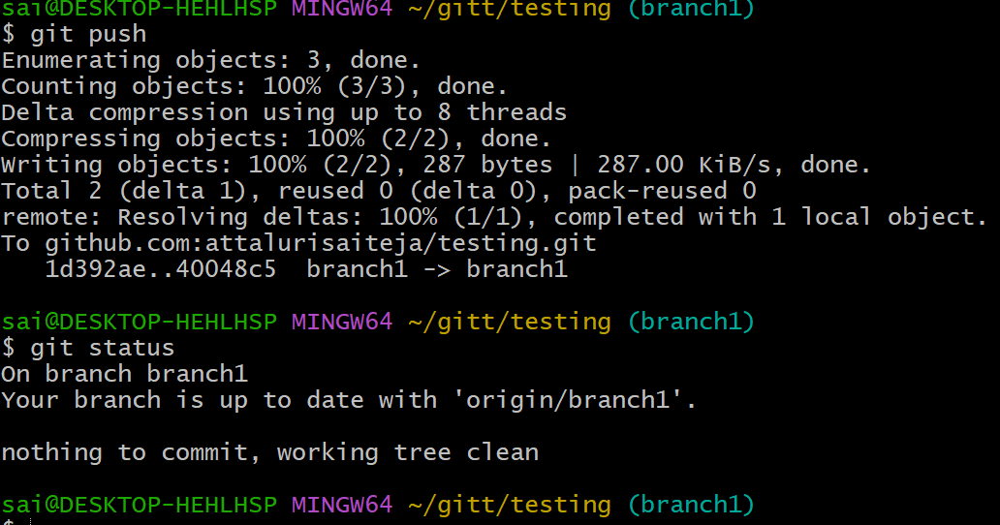 sai@DESKTOP-HEHLHSP MINGW64 ~/gitt/testing (branch1)
$ git push
Enumerating objects: 3, done.
Counting objects: 100% (3/3), done.
Delta compression using up to 8 threads
Compressing objects: 100% (2/2), done.
Writing objects: 100% (2/2), 287 bytes | 287.00 KiB/s, done.
Total 2 (delta 1), reused 0 (delta 0), pack-reused 0
remote: Resolving deltas: 100% (1/1), completed with 1 local object.
To github.com:attalurisaiteja/testing.git
   1d392ae..40048c5  branch1 -> branch1

sai@DESKTOP-HEHLHSP MINGW64 ~/gitt/testing (branch1)
$ git status
On branch branch1
Your branch is up to date with 'origin/branch1'.

nothing to commit, working tree clean

sai@DESKTOP-HEHLHSP MINGW64 ~/gitt/testing (branch1)
$